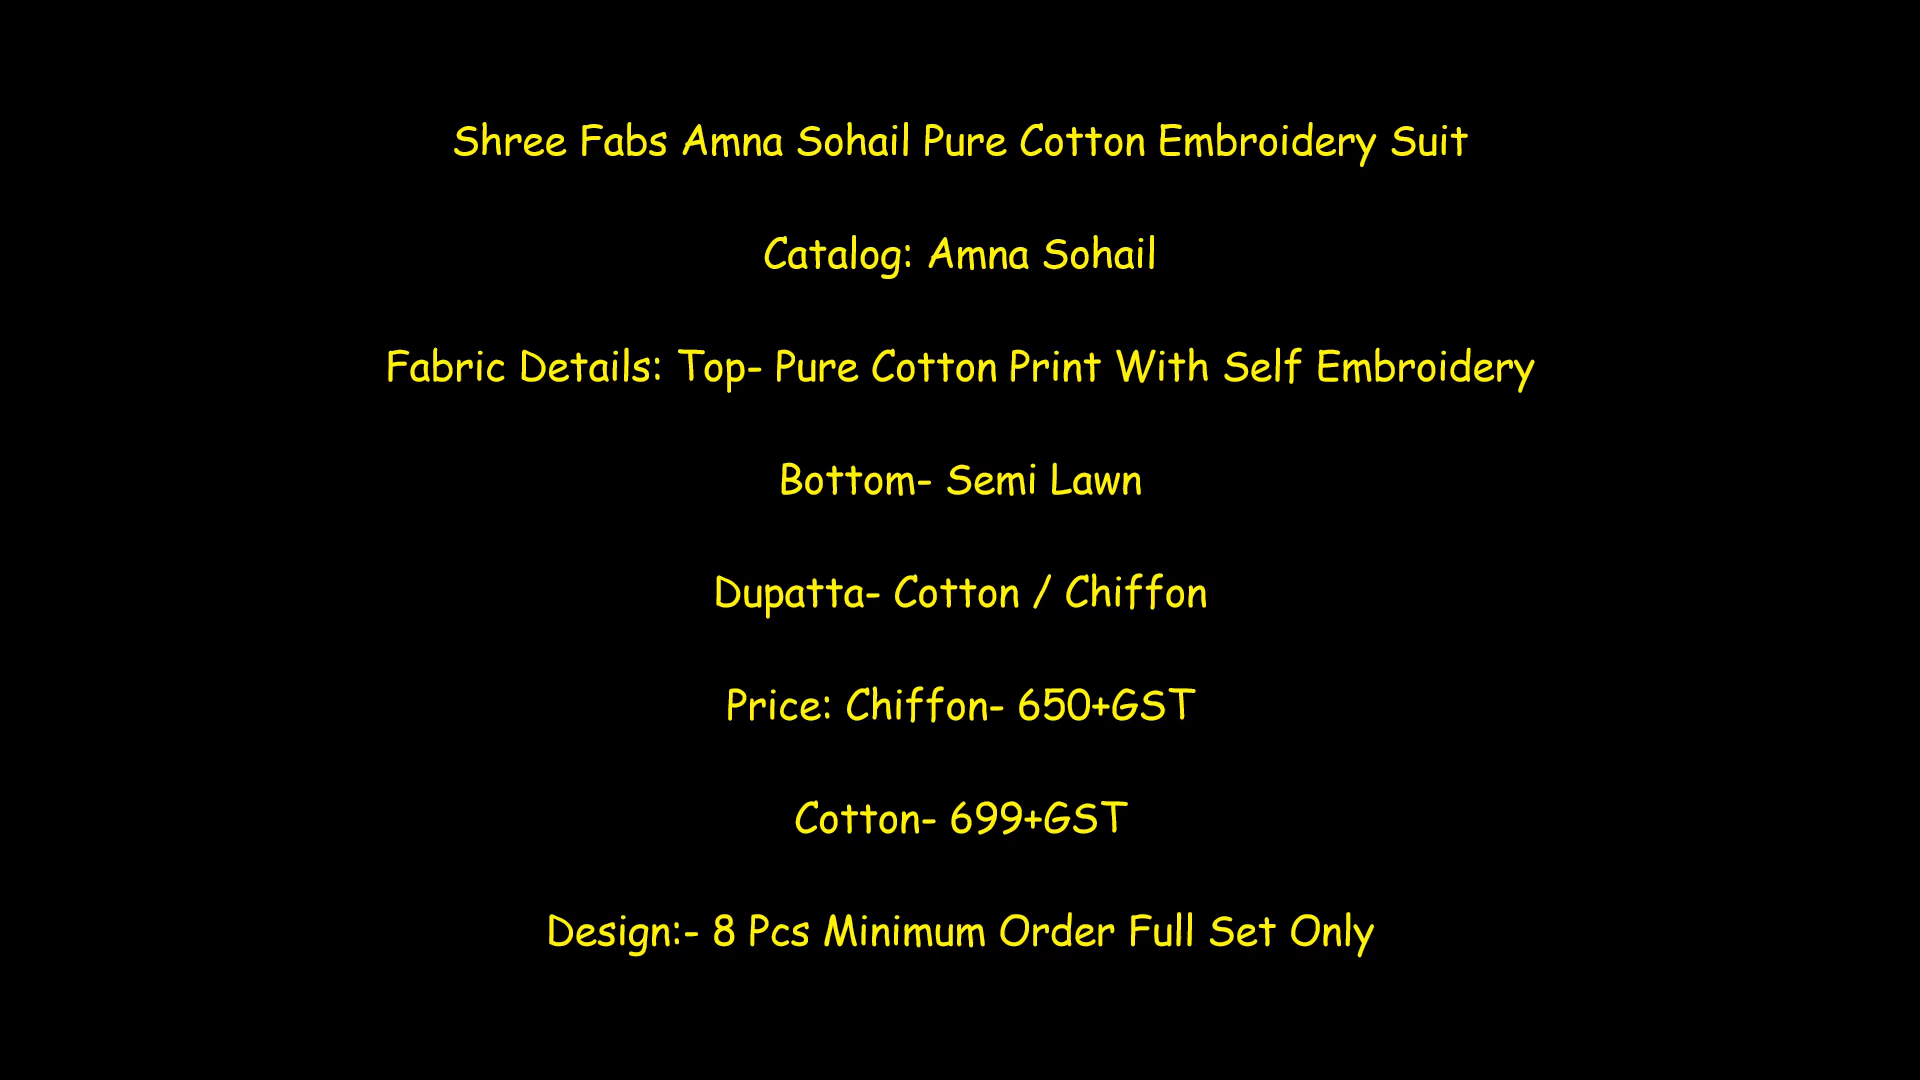 Shree Fabs Amna Sohail Pure Cotton Embroidery Suit
Catalog: Amna Sohail
Fabric Details: Top- Pure Cotton Print With Self Embroidery
Bottom- Semi Lawn
Dupatta- Cotton / Chiffon
Price: Chiffon- 650+GST
Cotton- 699+GST
Design:- 8 Pcs Minimum Order Full Set Only